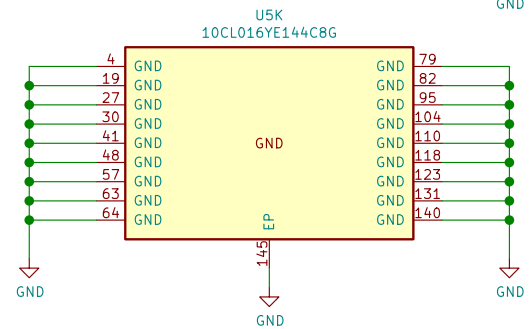 GND
U5K
10CL016YE144C8G
4 GND GND 79
19 GND GND 82
27 GND GND 95
30 GND GND 104
41 GND GND GND 110
48 GND GND 118
57 GND GND 123
63 GND GND 131
64 GND GND 140
EP
145
GND GND
GND